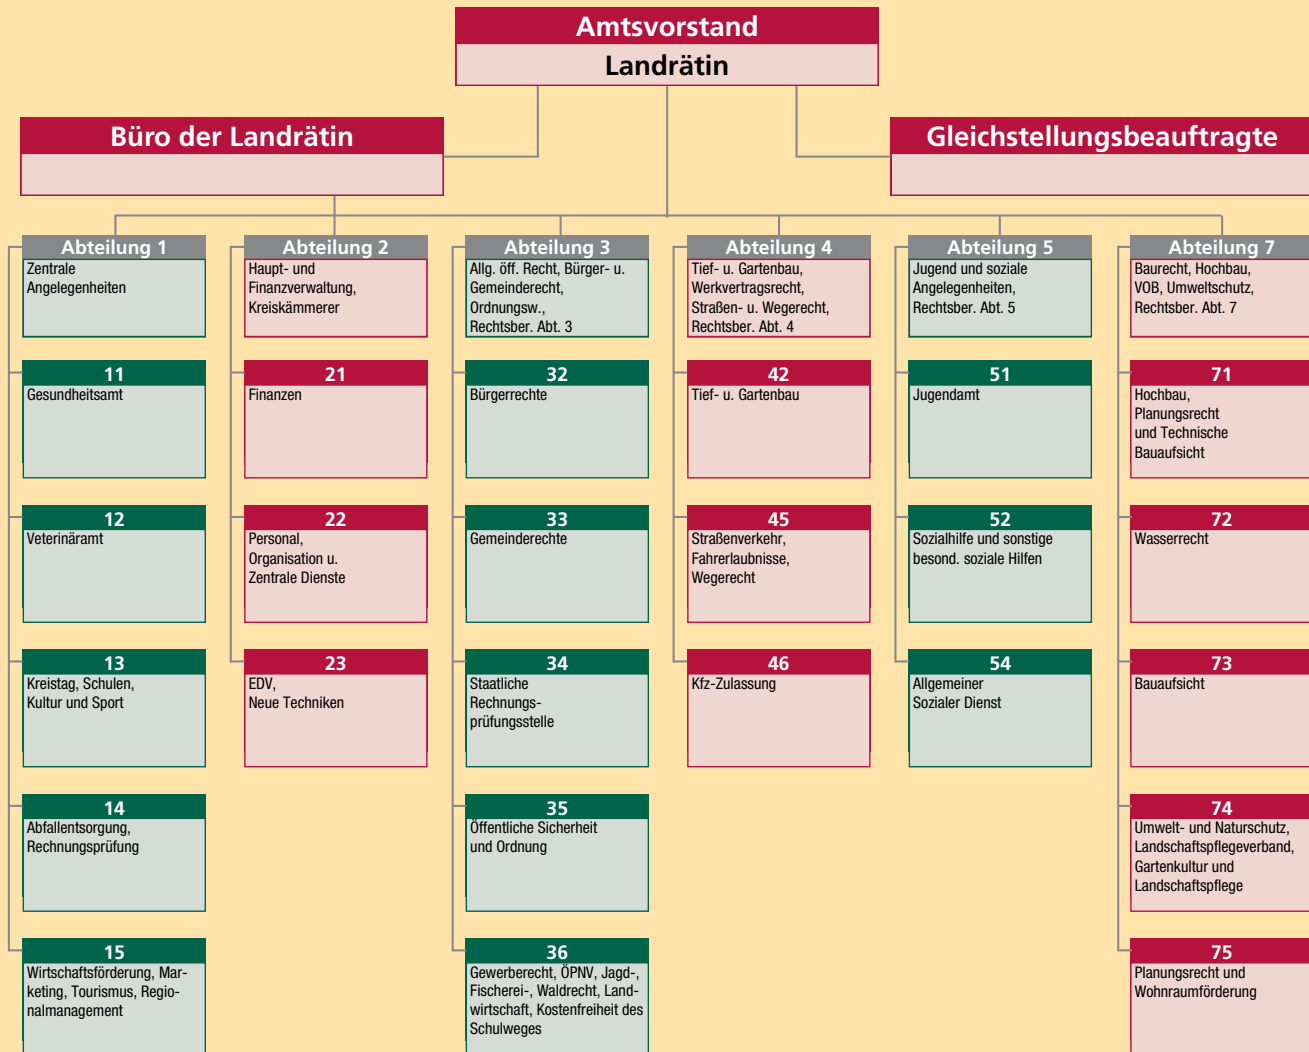 Amtsvorstand
Landrätin
Büro der Landrätin
Gleichstellungsbeauftragte
Abteilung 1
Zentrale
Angelegenheiten
11
Gesundheitsamt
12
Veterinäramt
13
Kreistag, Schulen,
Kultur und Sport
14
Abfallentsorgung,
Rechnungsprüfung
15
Wirtschaftsförderung, Mar-
keting, Tourismus, Regio-
nalmanagement
Abteilung 2
Haupt- und
Finanzverwaltung,
Kreiskämmerer
21
Finanzen
22
Personal,
Organisation u.
Zentrale Dienste
23
EDV,
Neue Techniken
Abteilung 3
Allg. öff. Recht, Bürger- u.
Gemeinderecht,
Ordnungsw.,
Rechtsber. Abt. 3
32
Bürgerrechte
33
Gemeinderechte
34
Staatliche
Rechnungs-
prüfungsstelle
35
Öffentliche Sicherheit
und Ordnung
36
Gewerberecht, ÖPNV, Jagd-,
Fischerei-, Waldrecht, Land-
wirtschaft, Kostenfreiheit des
Schulweges
Abteilung 4
Tief- u. Gartenbau,
Werkvertragsrecht,
Straßen- u. Wegerecht,
Rechtsber. Abt. 4
42
Tief- u. Gartenbau
45
Straßenverkehr,
Fahrerlaubnisse,
Wegerecht
46
Kfz-Zulassung
Abteilung 5
Jugend und soziale
Angelegenheiten,
Rechtsber. Abt. 5
51
Jugendamt
52
Sozialhilfe und sonstige
besond. soziale Hilfen
54
Allgemeiner
Sozialer Dienst
Abteilung 7
Baurecht, Hochbau,
VOB, Umweltschutz,
Rechtsber. Abt. 7
71
Hochbau,
Planungsrecht
und Technische
Bauaufsicht
72
Wasserrecht
73
Bauaufsicht
74
Umwelt- und Naturschutz,
Landschaftspflegeverband,
Gartenkultur und
Landschaftspflege
75
Planungsrecht und
Wohnraumförderung